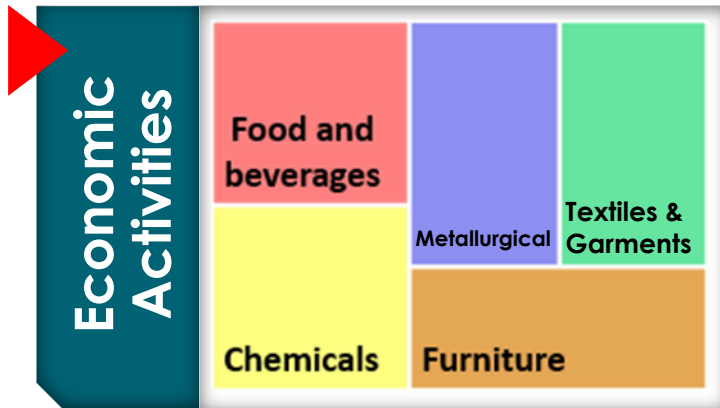 Economic
Activities
Food and
beverages
Metallurgical
Textiles &
Garments
Chemicals
Furniture